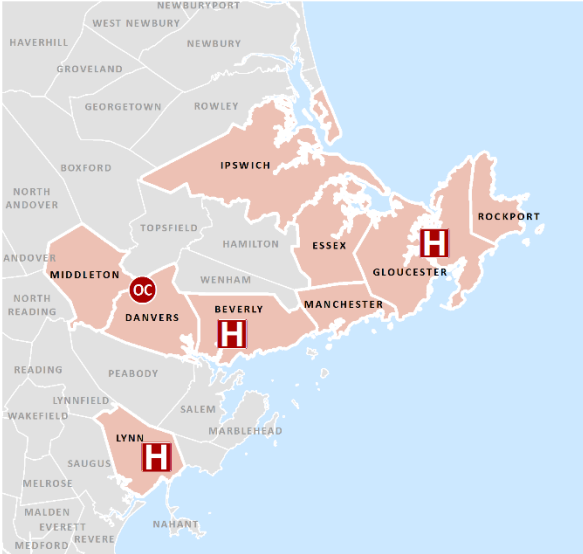 NEWBURYPORT
WEST NEWBURY
HAVERHILL
NEWBURY
GROVELAND
GEORGETOWN
ROWLEY
BOXFORD
IPSWICH
NORTH
ANDOVER
ROCKPORT
TOPSFIELD
HAMILTON
ESSEX
H
ANDOVER
MIDDLETON
GLOUCESTER
WENHAM
OC
NORTH
READING
DANVERS
BEVERLY
H
MANCHESTER
READING
PEABODY
LYNNFIELD
WAKEFIELD
SALEM
MARBLEHEAD
LYNN
H
SAUGUS
MELROSE
MALDEN
NAHANT
EVERETT
REVERE
MEDFORD